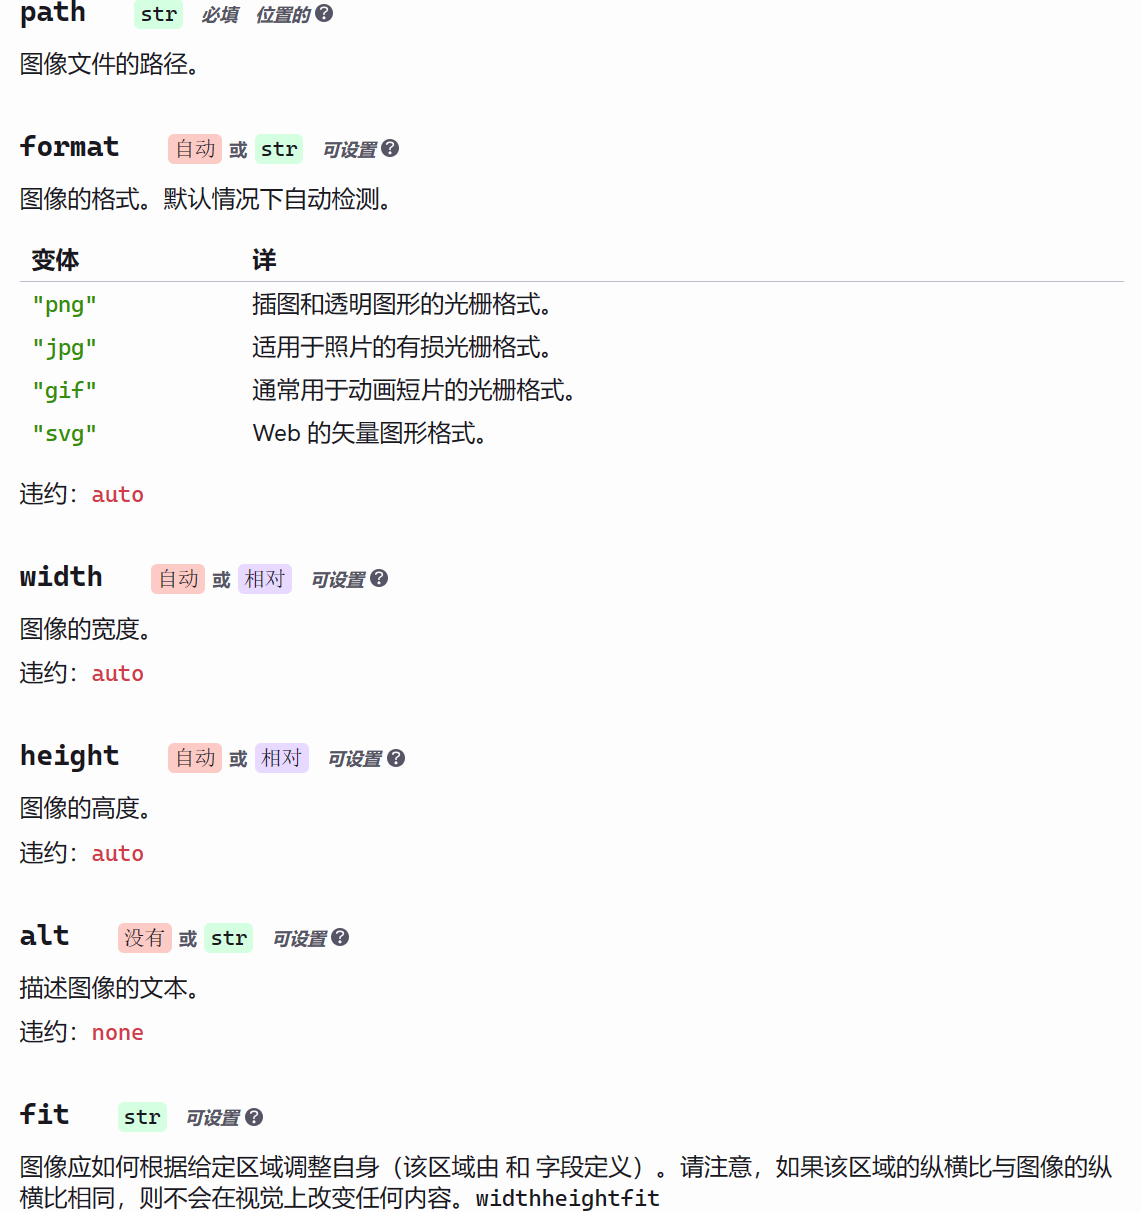 path str 必填 位置的 ?
图像文件的路径。
format 自动 或 str 可设置 ?
图像的格式。默认情况下自动检测。
变体 详
"png" 插图和透明图形的光栅格式。
"jpg" 适用于照片的有损光栅格式。
"gif" 通常用于动画短片的光栅格式。
"svg" Web 的矢量图形格式。
违约：auto
width 自动 或 相对 可设置 ?
图像的宽度。
违约：auto
height 自动 或 相对 可设置 ?
图像的高度。
违约：auto
alt 没有 或 str 可设置 ?
描述图像的文本。
违约：none
fit str 可设置 ?
图像应如何根据给定区域调整自身（该区域由 和 字段定义）。请注意，如果该区域的纵横比与图像的纵
横比相同，则不会在视觉上改变任何内容。widthheightfit